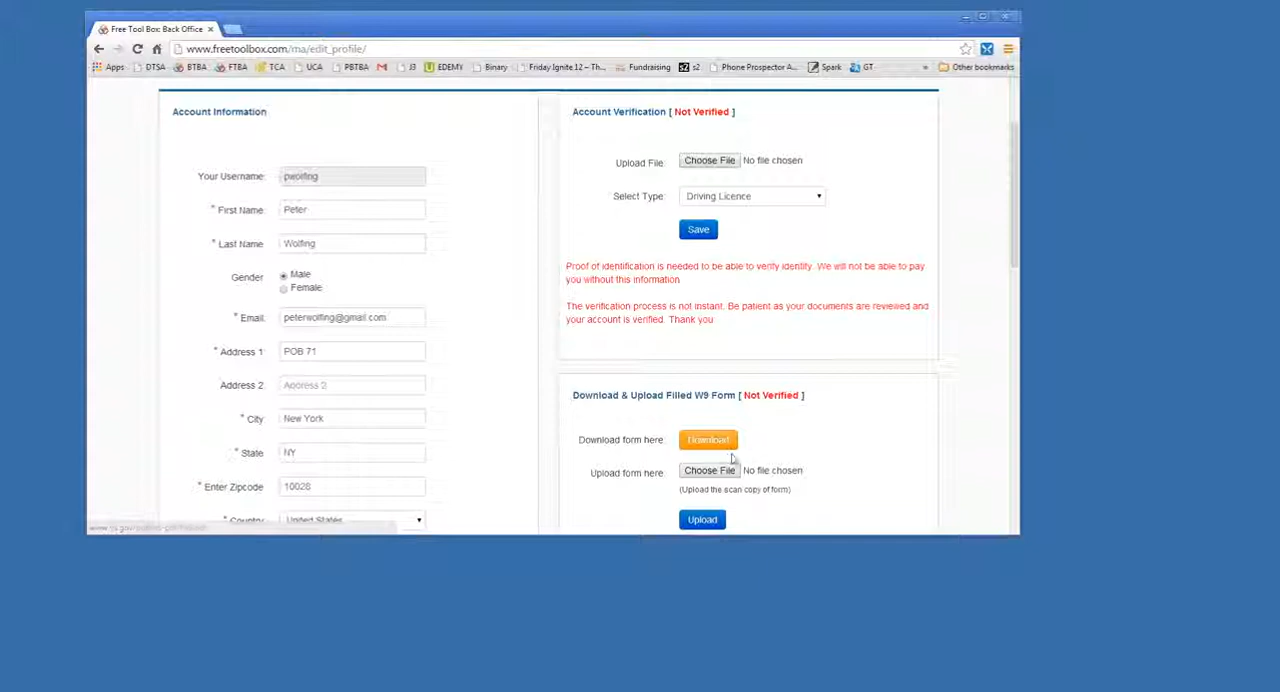 Free Tool Box: Back Office
www.freetoolbox.com/ma/edit_profile/
Apps DTSA BTBA FTBA TCA UCA PBTBA J3 EDEMY Binary Friday Ignite 12 – Th... Fundraising s2 Phone Prospector A... Spark GT » Other bookmarks
Account Information
Your Username: pwolfing
* First Name: Peter
* Last Name Wolfing
Gender Male
Female
* Email: peterwolfing@gmail.com
* Address 1: POB 71
Address 2 Address 2
* City: New York
* State NY
* Enter Zipcode 10028
* Country: United States
Account Verification [ Not Verified ]
Upload File: Choose File No file chosen
Select Type: Driving Licence
Save
Proof of identification is needed to be able to verify identity. We will not be able to pay
you without this information
The verification process is not instant. Be patient as your documents are reviewed and
your account is verified. Thank you
Download & Upload Filled W9 Form [ Not Verified ]
Download form here: Download
Upload form here: Choose File No file chosen
(Upload the scan copy of form)
Upload